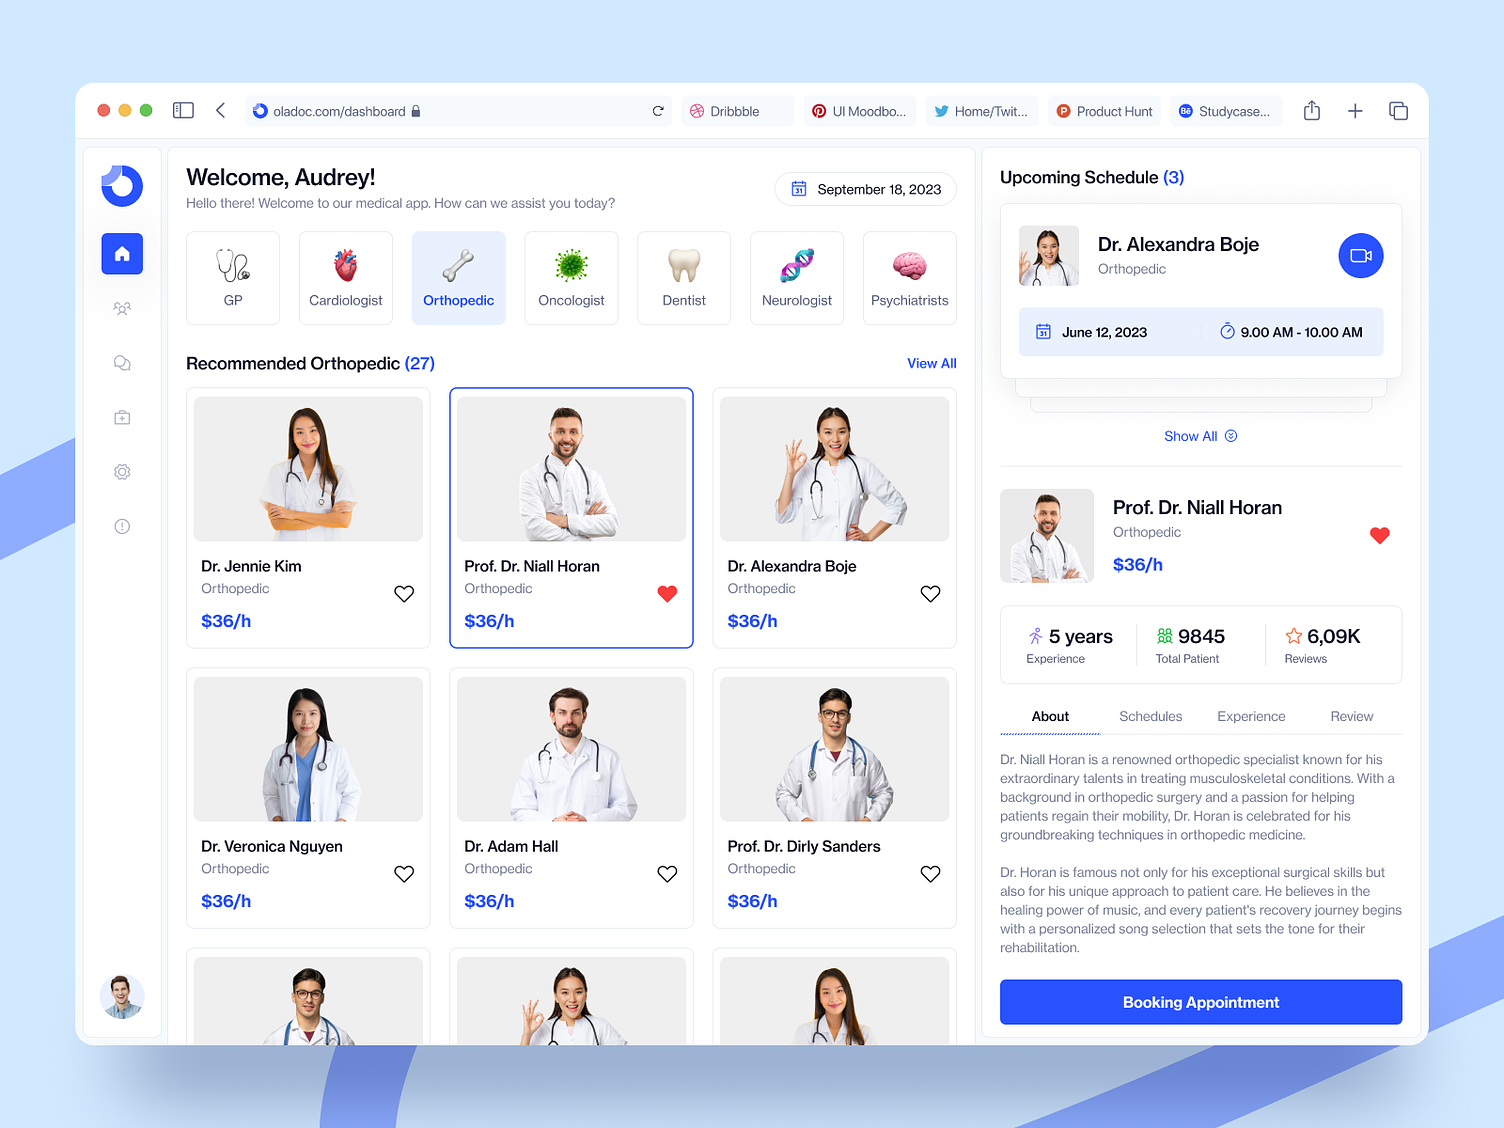 oladoc.com/dashboard
Dribbble
UI Moodbo...
Home/Twit...
Product Hunt
Bē
Studycase...
Welcome, Audrey!
Hello there! Welcome to our medical app. How can we assist you today?
31
September 18, 2023
GP
Cardiologist
Orthopedic
Oncologist
Dentist
Neurologist
Psychiatrists
Recommended Orthopedic (27)
View All
Dr. Jennie Kim
Orthopedic
$36/h
Prof. Dr. Niall Horan
Orthopedic
$36/h
Dr. Alexandra Boje
Orthopedic
$36/h
Dr. Veronica Nguyen
Orthopedic
$36/h
Dr. Adam Hall
Orthopedic
$36/h
Prof. Dr. Dirly Sanders
Orthopedic
$36/h
Upcoming Schedule (3)
Dr. Alexandra Boje
Orthopedic
31
June 12, 2023
9.00 AM - 10.00 AM
Show All
Prof. Dr. Niall Horan
Orthopedic
$36/h
5 years
Experience
9845
Total Patient
6,09K
Reviews
About
Schedules
Experience
Review
Dr. Niall Horan is a renowned orthopedic specialist known for his
extraordinary talents in treating musculoskeletal conditions. With a
background in orthopedic surgery and a passion for helping
patients regain their mobility, Dr. Horan is celebrated for his
groundbreaking techniques in orthopedic medicine.
Dr. Horan is famous not only for his exceptional surgical skills but
also for his unique approach to patient care. He believes in the
healing power of music, and every patient's recovery journey begins
with a personalized song selection that sets the tone for their
rehabilitation.
Booking Appointment